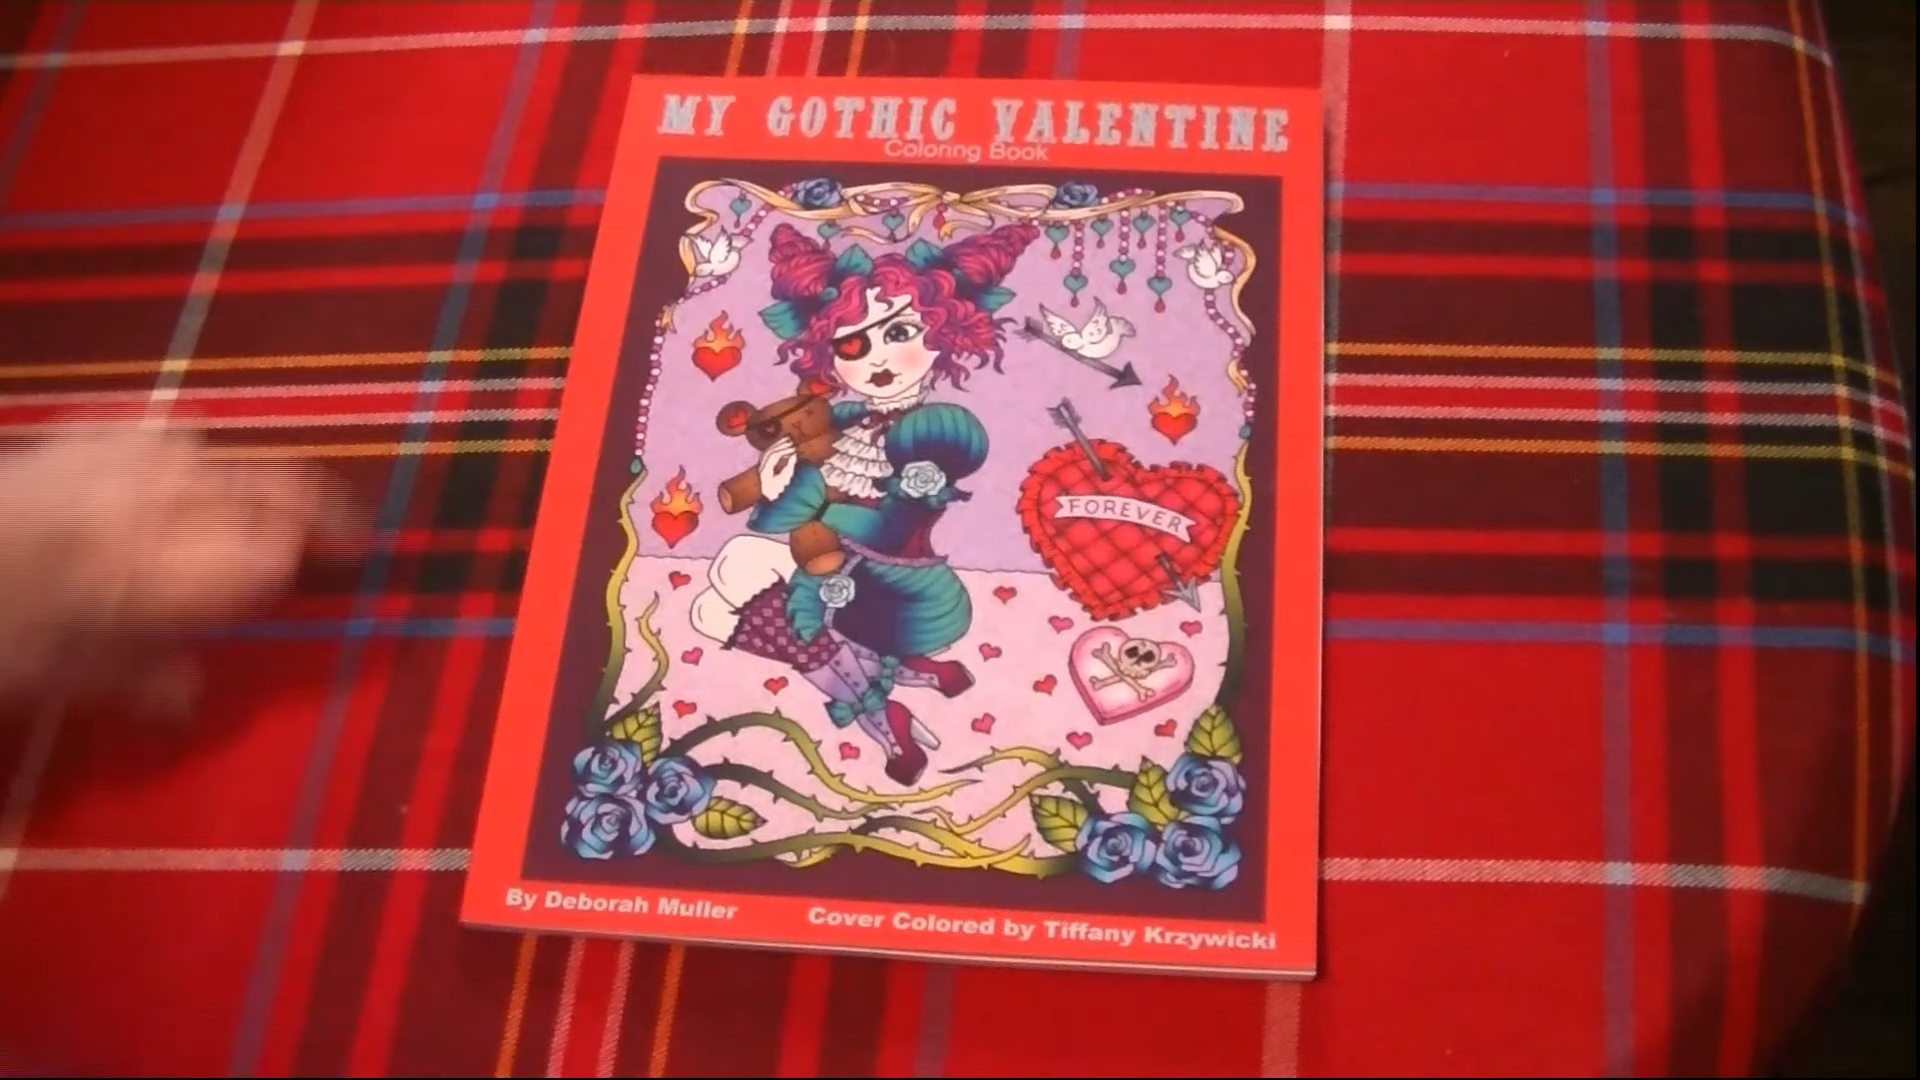 MY GOTHIC VALENTINE
Coloring Book
FOREVER
By Deborah Muller
Cover Colored by Tiffany Krzywicki